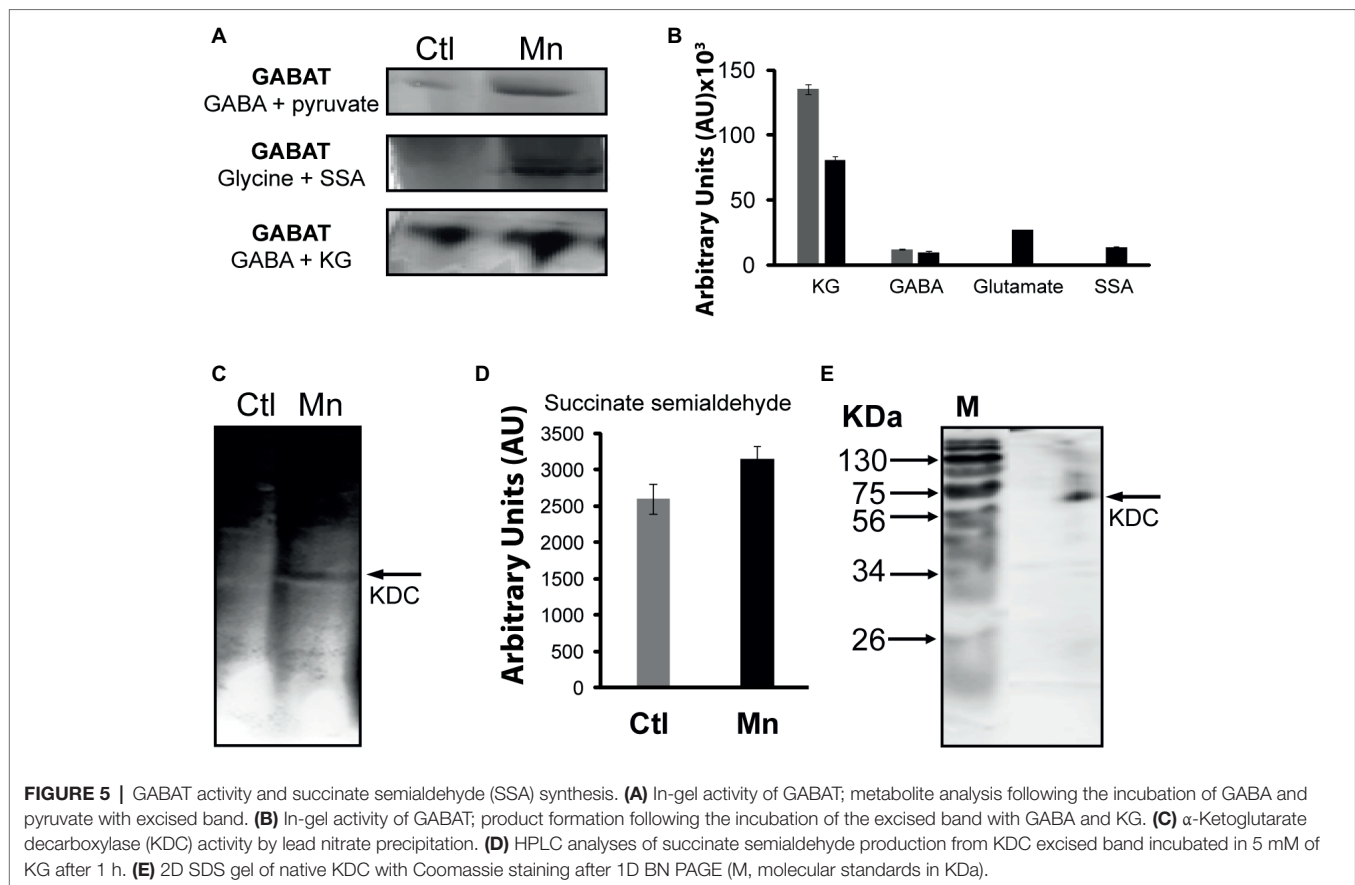 A
Ctl Mn
GABAT
GABA + pyruvate
GABAT
Glycine + SSA
GABAT
GABA + KG
B
Arbitrary Units (AU)x10³
150
100
50
0
KG GABA Glutamate SSA
C
Ctl Mn
KDC
D
Succinate semialdehyde
Arbitrary Units (AU)
3500
3000
2500
2000
1500
1000
500
0
Ctl Mn
E
KDa M
130
75
56
34
26
KDC
FIGURE 5 | GABAT activity and succinate semialdehyde (SSA) synthesis. (A) In-gel activity of GABAT; metabolite analysis following the incubation of GABA and
pyruvate with excised band. (B) In-gel activity of GABAT; product formation following the incubation of the excised band with GABA and KG. (C) α-Ketoglutarate
decarboxylase (KDC) activity by lead nitrate precipitation. (D) HPLC analyses of succinate semialdehyde production from KDC excised band incubated in 5 mM of
KG after 1 h. (E) 2D SDS gel of native KDC with Coomassie staining after 1D BN PAGE (M, molecular standards in KDa).